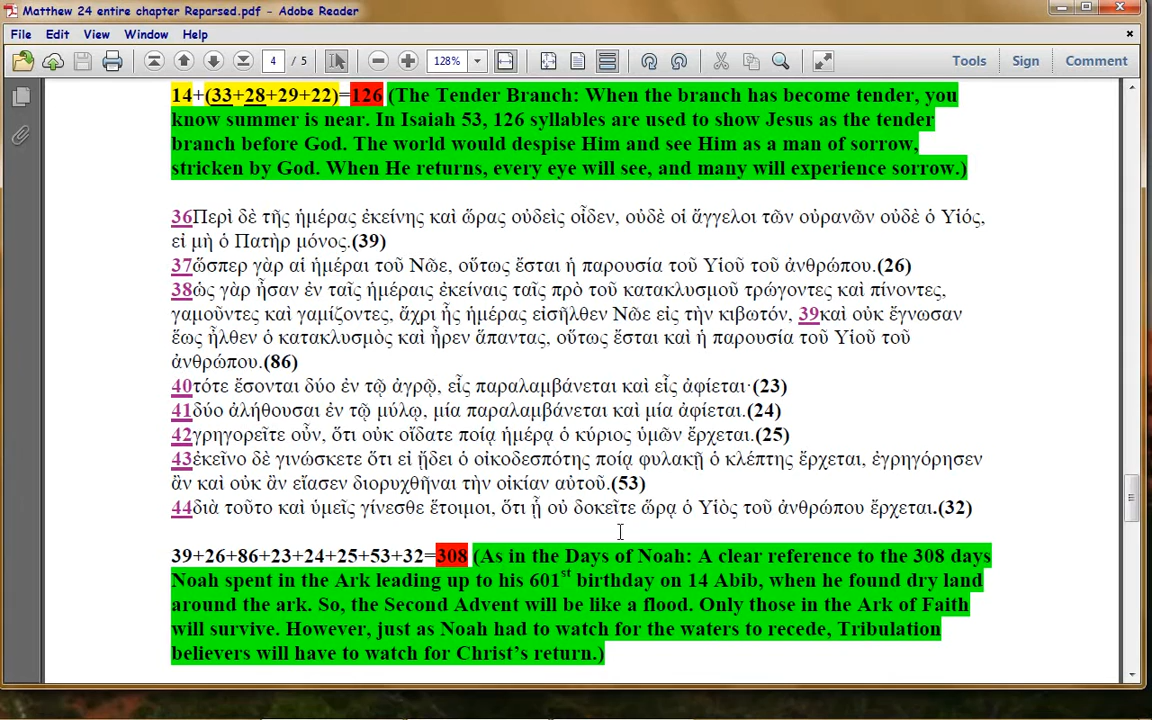 Matthew 24 entire chapter Reparsed.pdf - Adobe Reader
File Edit View Window Help
4 / 5 128% Tools Sign Comment
14+(33+28+29+22)=126 (The Tender Branch: When the branch has become tender, you
know summer is near. In Isaiah 53, 126 syllables are used to show Jesus as the tender
branch before God. The world would despise Him and see Him as a man of sorrow,
stricken by God. When He returns, every eye will see, and many will experience sorrow.)
36Περὶ δὲ τῆς ἡμέρας ἐκείνης καὶ ὥρας οὐδεὶς οἶδεν, οὐδὲ οἱ ἄγγελοι τῶν οὐρανῶν οὐδὲ ὁ Υἱός,
εἰ μὴ ὁ Πατὴρ μόνος.(39)
37ὥσπερ γὰρ αἱ ἡμέραι τοῦ Νῶε, οὕτως ἔσται ἡ παρουσία τοῦ Υἱοῦ τοῦ ἀνθρώπου.(26)
38ὡς γὰρ ἦσαν ἐν ταῖς ἡμέραις ἐκείναις ταῖς πρὸ τοῦ κατακλυσμοῦ τρώγοντες καὶ πίνοντες,
γαμοῦντες καὶ γαμίζοντες, ἄχρι ἧς ἡμέρας εἰσῆλθεν Νῶε εἰς τὴν κιβωτόν, 39καὶ οὐκ ἔγνωσαν
ἕως ἦλθεν ὁ κατακλυσμὸς καὶ ἦρεν ἅπαντας, οὕτως ἔσται καὶ ἡ παρουσία τοῦ Υἱοῦ τοῦ
ἀνθρώπου.(86)
40τότε ἔσονται δύο ἐν τῷ ἀγρῷ, εἷς παραλαμβάνεται καὶ εἷς ἀφίεται·(23)
41δύο ἀλήθουσαι ἐν τῷ μύλῳ, μία παραλαμβάνεται καὶ μία ἀφίεται.(24)
42γρηγορεῖτε οὖν, ὅτι οὐκ οἴδατε ποίᾳ ἡμέρᾳ ὁ κύριος ὑμῶν ἔρχεται.(25)
43ἐκεῖνο δὲ γινώσκετε ὅτι εἰ ᾔδει ὁ οἰκοδεσπότης ποίᾳ φυλακῇ ὁ κλέπτης ἔρχεται, ἐγρηγόρησεν
ἂν καὶ οὐκ ἂν εἴασεν διορυχθῆναι τὴν οἰκίαν αὐτοῦ.(53)
44διὰ τοῦτο καὶ ὑμεῖς γίνεσθε ἕτοιμοι, ὅτι ᾗ οὐ δοκεῖτε ὥρᾳ ὁ Υἱὸς τοῦ ἀνθρώπου ἔρχεται.(32)
39+26+86+23+24+25+53+32=308 (As in the Days of Noah: A clear reference to the 308 days
Noah spent in the Ark leading up to his 601st birthday on 14 Abib, when he found dry land
around the ark. So, the Second Advent will be like a flood. Only those in the Ark of Faith
will survive. However, just as Noah had to watch for the waters to recede, Tribulation
believers will have to watch for Christ's return.)